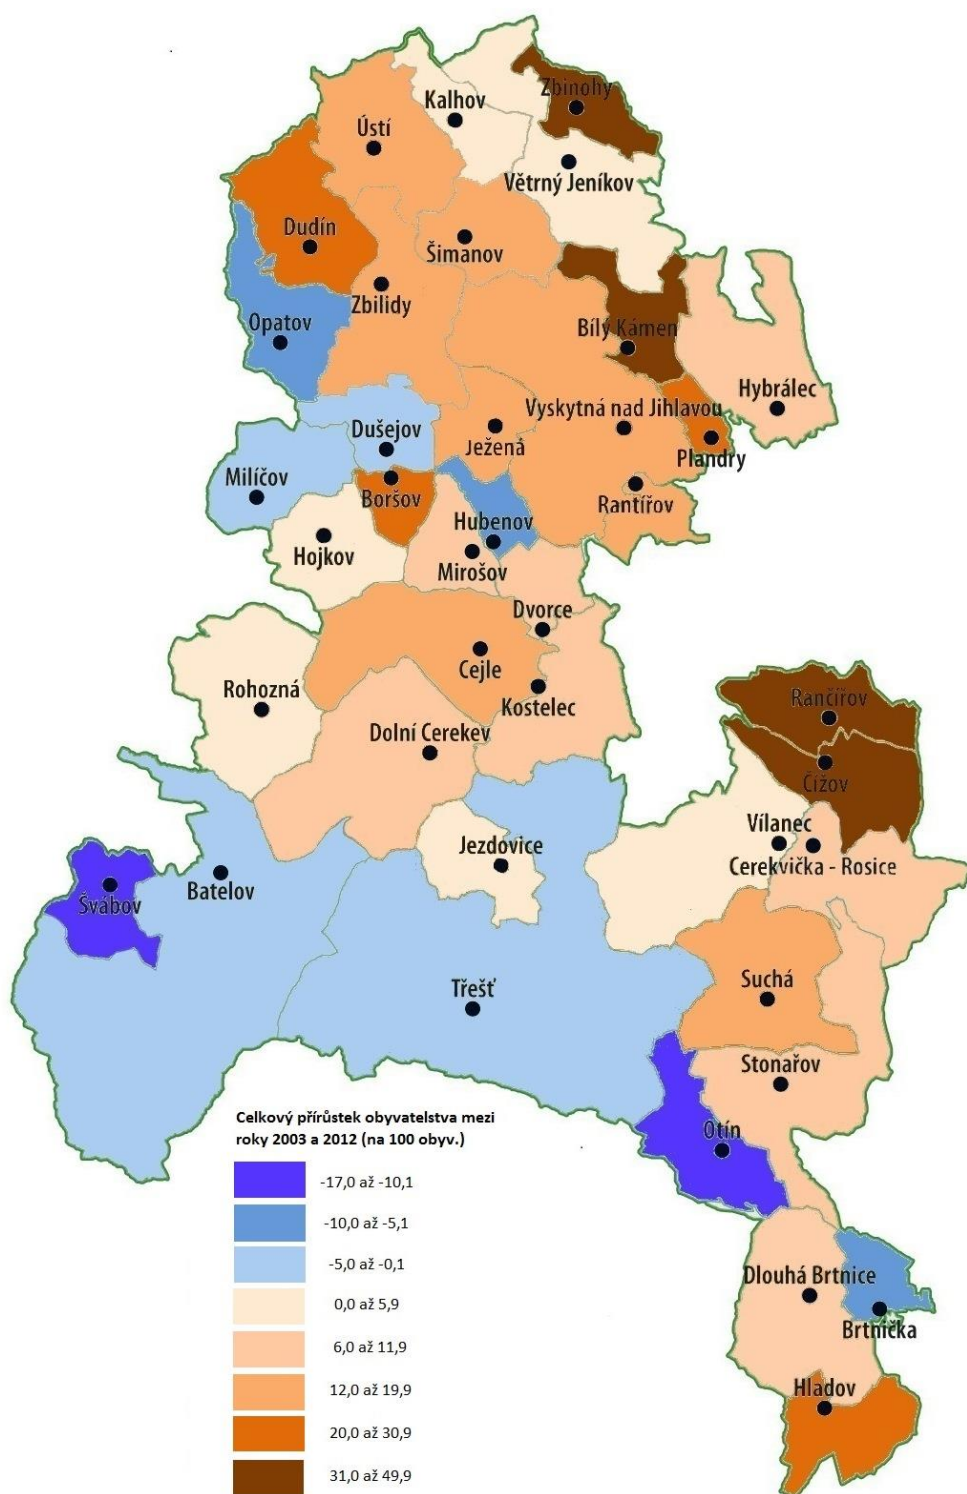 Zbinohy
Kalhov
Ústí
Větrný Jeníkov
Dudín
Šimanov
Zbilidy
Opatov
Bílý Kámen
Hybrálec
Vyskytná nad Jihlavou
Dušejov
Ježená
Plandry
Milíčov
Boršov
Rantířov
Hubenov
Hojkov
Mirošov
Dvorce
Cejle
Rohozná
Kostelec
Rančířov
Dolní Cerekev
Čížov
Vílanec
Jezdovice
Cerekvička - Rosice
Batelov
Švábov
Suchá
Třešť
Stonařov
Otín
Dlouhá Brtnice
Brtnička
Hladov
Celkový přírůstek obyvatelstva mezi
roky 2003 a 2012 (na 100 obyv.)
-17,0 až -10,1
-10,0 až -5,1
-5,0 až -0,1
0,0 až 5,9
6,0 až 11,9
12,0 až 19,9
20,0 až 30,9
31,0 až 49,9